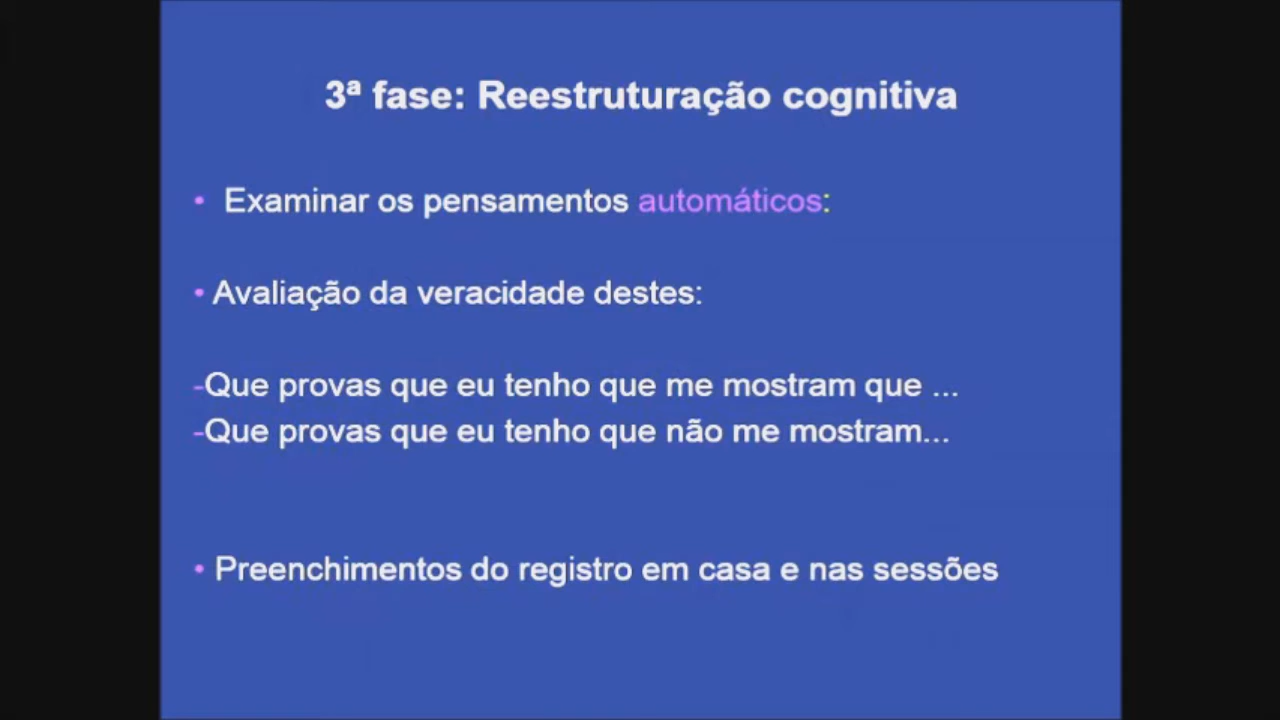 3ª fase: Reestruturação cognitiva
• Examinar os pensamentos automáticos:
• Avaliação da veracidade destes:
-Que provas que eu tenho que me mostram que ...
-Que provas que eu tenho que não me mostram...
• Preenchimentos do registro em casa e nas sessões